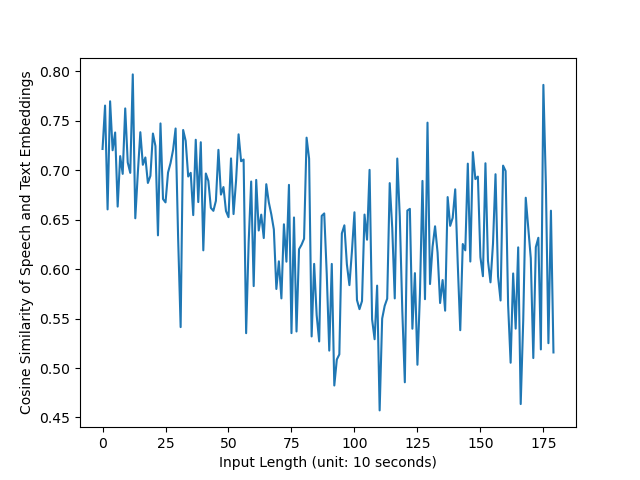 Cosine Similarity of Speech and Text Embeddings
0.80
0.75
0.70
0.65
0.60
0.55
0.50
0.45
0 25 50 75 100 125 150 175
Input Length (unit: 10 seconds)